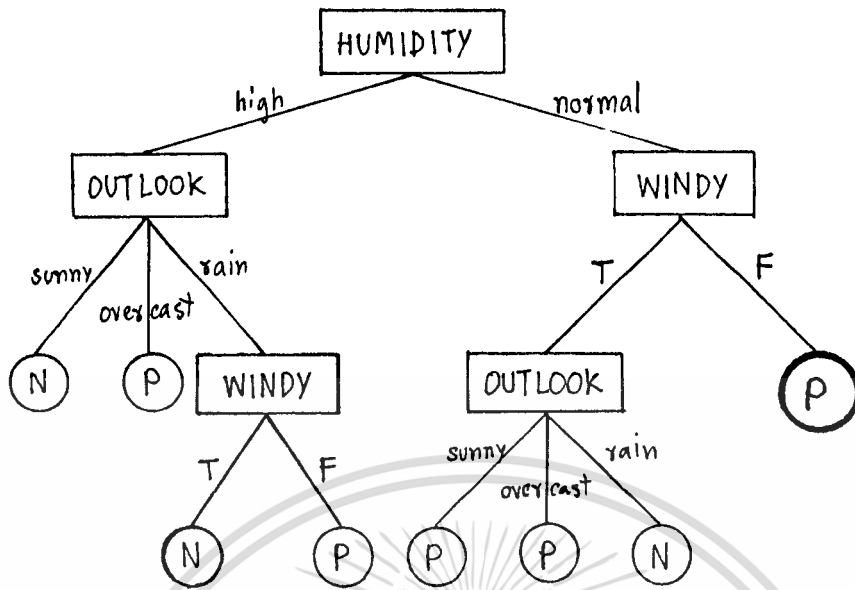 HUMIDITY
high normal
OUTLOOK WINDY
sunny overcast rain T F
N P WINDY OUTLOOK P
T F sunny overcast rain
N P P P N